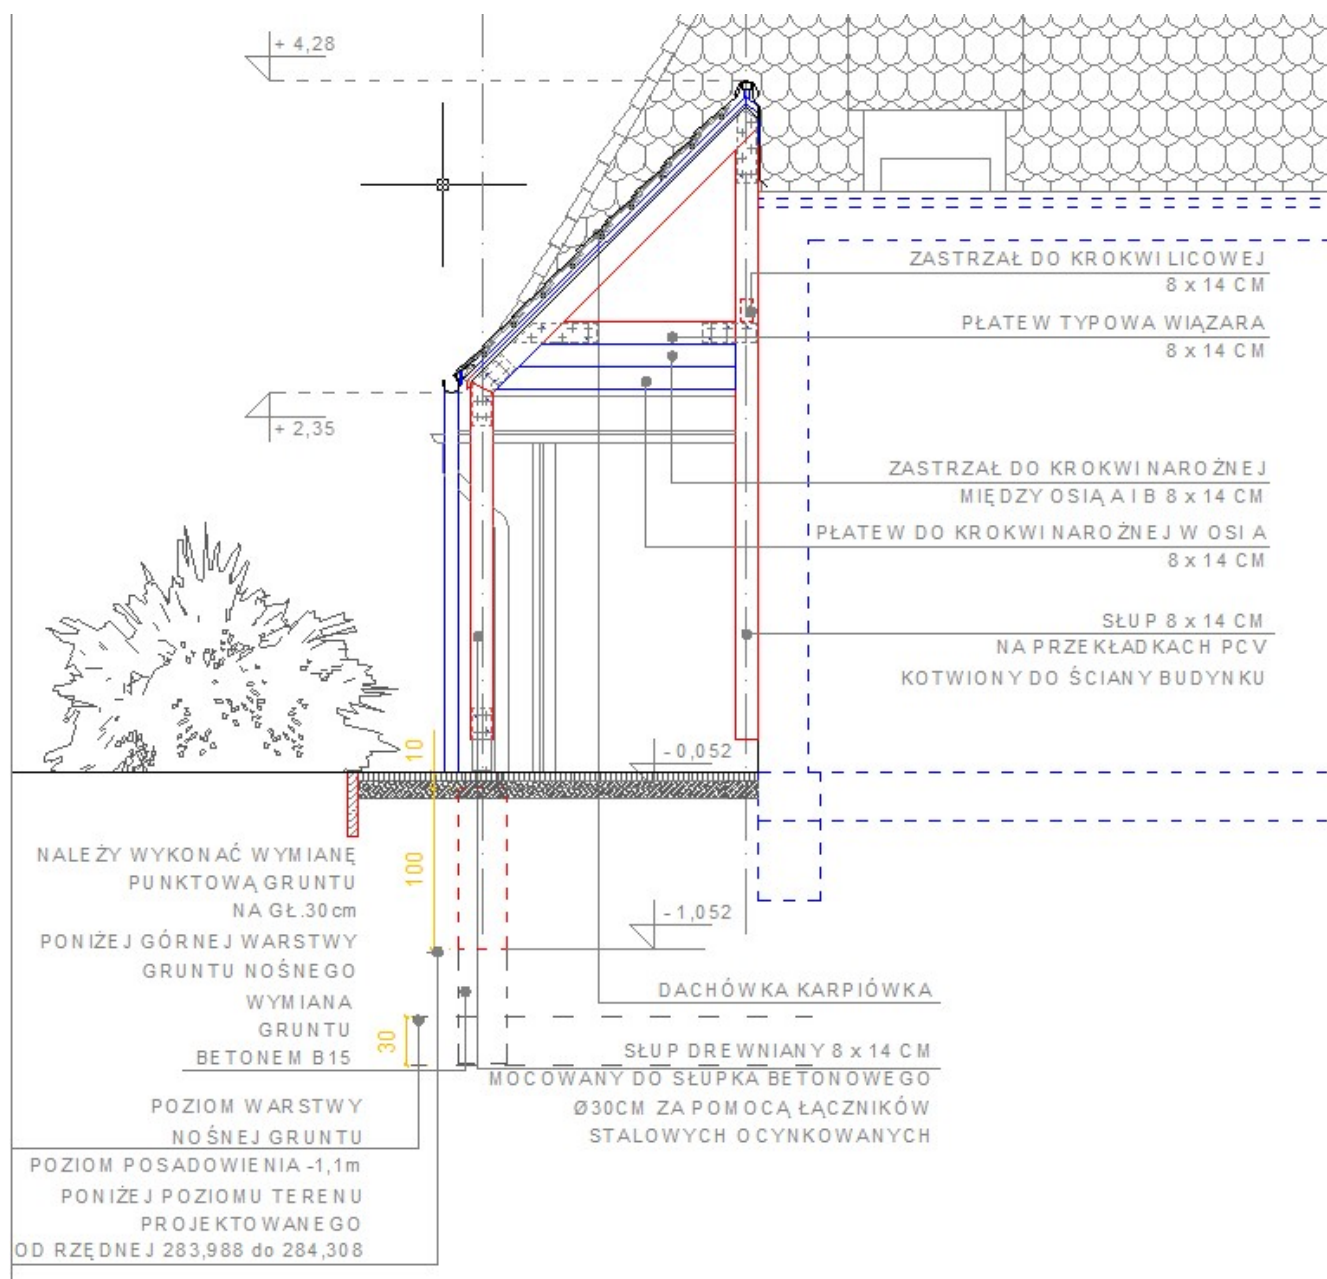 + 4,28
ZASTRZAŁ DO KROKWI LICOWEJ
8 x 14 CM
PŁATEW TYPOWA WIĄZARA
8 x 14 CM
+ 2,35
ZASTRZAŁ DO KROKWI NAROŻNEJ
MIĘDZY OSIĄ A I B 8 x 14 CM
PŁATEW DO KROKWI NAROŻNEJ W OSI A
8 x 14 CM
SŁUP 8 x 14 CM
NA PRZEKŁADKACH PCV
KOTWIONY DO ŚCIANY BUDYNKU
10
- 0,052
100
- 1,052
NALEŻY WYKONAĆ WYMIANĘ
PUNKTOWĄ GRUNTU
NA GŁ.30cm
PONIŻEJ GÓRNEJ WARSTWY
GRUNTU NOŚNEGO
WYMIANA
GRUNTU
BETONEM B15
30
DACHÓWKA KARPIÓWKA
SŁUP DREWNIANY 8 x 14 CM
MOCOWANY DO SŁUPKA BETONOWEGO
Ø30CM ZA POMOCĄ ŁĄCZNIKÓW
STALOWYCH OCYNKOWANYCH
POZIOM WARSTWY
NOŚNEJ GRUNTU
POZIOM POSADOWIENIA -1,1m
PONIŻEJ POZIOMU TERENU
PROJEKTOWANEGO
OD RZĘDNEJ 283,988 do 284,308